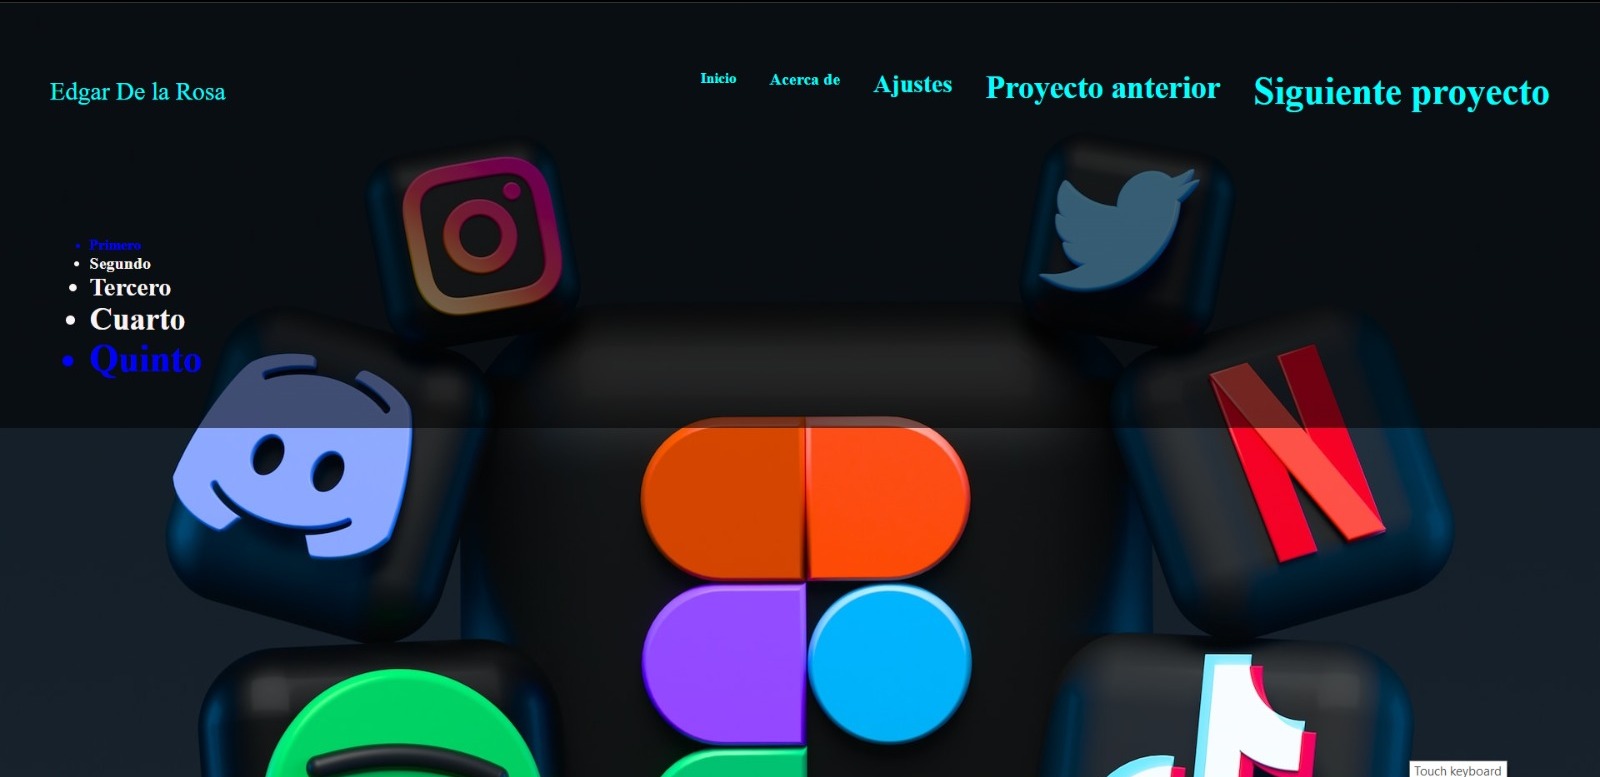 Edgar De la Rosa
Inicio Acerca de Ajustes Proyecto anterior Siguiente proyecto
Primero
Segundo
Tercero
Cuarto
Quinto
Touch keyboard